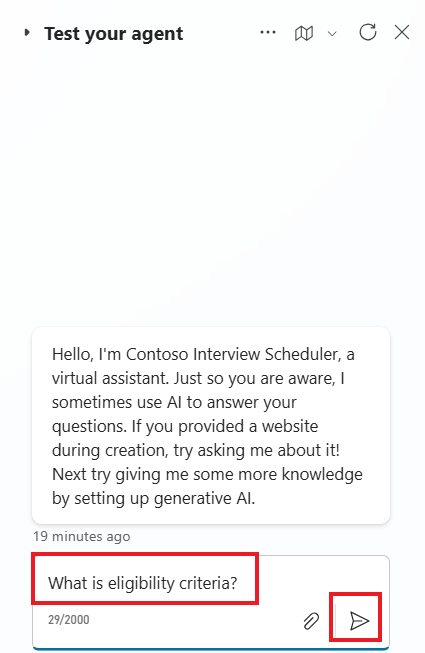 Test your agent
Hello, I'm Contoso Interview Scheduler, a
virtual assistant. Just so you are aware, I
sometimes use AI to answer your
questions. If you provided a website
during creation, try asking me about it!
Next try giving me some more knowledge
by setting up generative AI.
19 minutes ago
What is eligibility criteria?
29/2000